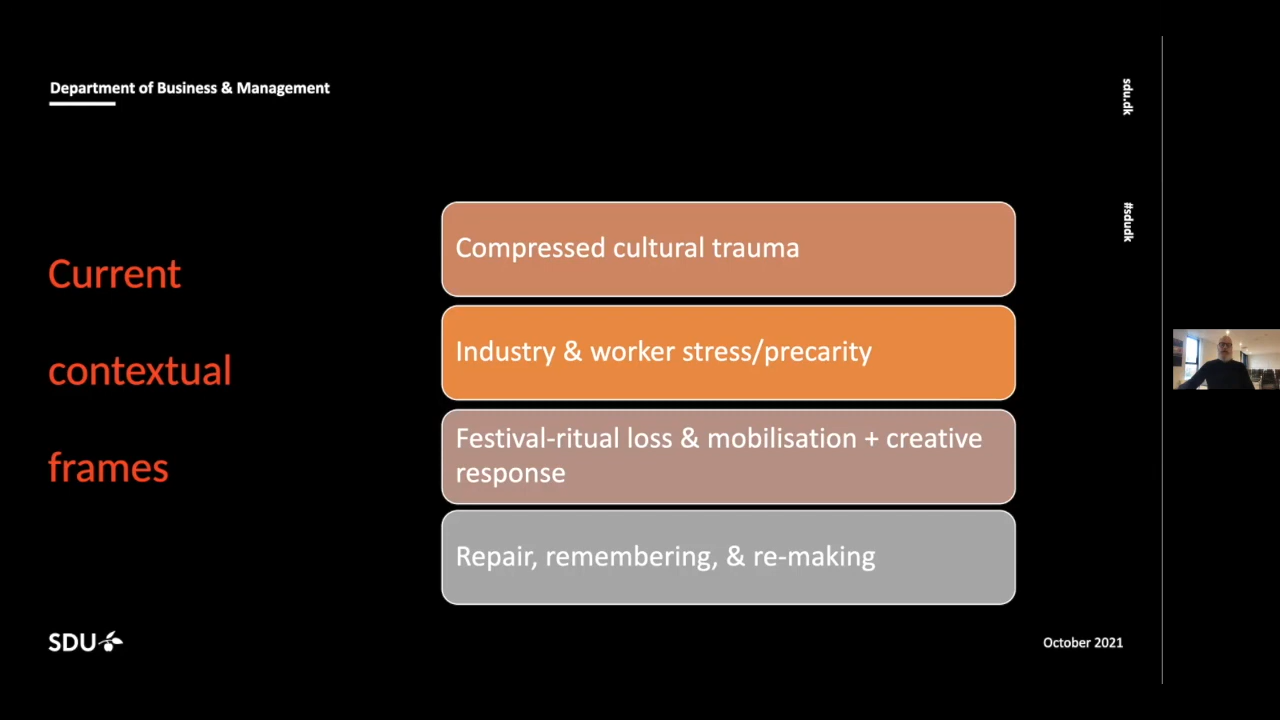 Department of Business & Management
sdu.dk
#sdudk
Current
contextual
frames
Compressed cultural trauma
Industry & worker stress/precarity
Festival-ritual loss & mobilisation + creative
response
Repair, remembering, & re-making
SDU
October 2021